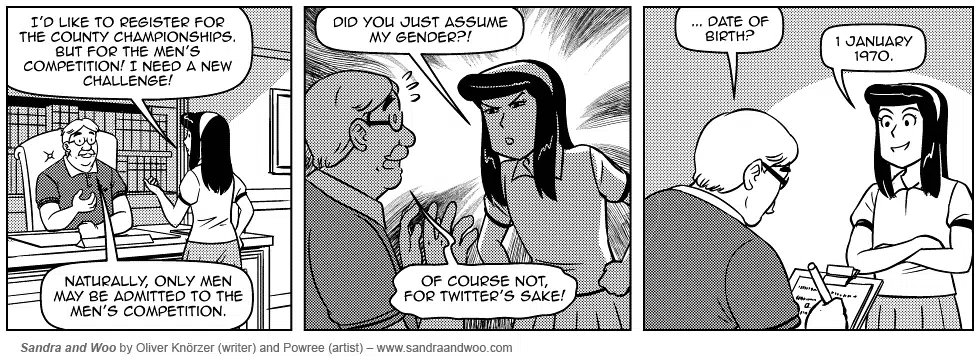 I'D LIKE TO REGISTER FOR
THE COUNTY CHAMPIONSHIPS.
BUT FOR THE MEN'S
COMPETITION! I NEED A NEW
CHALLENGE!
NATURALLY, ONLY MEN
MAY BE ADMITTED TO THE
MEN'S COMPETITION.
DID YOU JUST ASSUME
MY GENDER?!
OF COURSE NOT,
FOR TWITTER'S SAKE!
... DATE OF
BIRTH?
1 JANUARY
1970.
Sandra and Woo by Oliver Knörzer (writer) and Powree (artist) – www.sandraandwoo.com